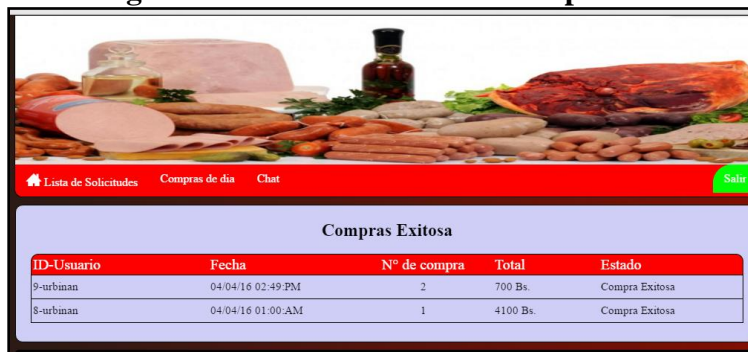 Lista de Solicitudes Compras de dia Chat Salir
Compras Exitosa
ID-Usuario Fecha N° de compra Total Estado
9-urbinan 04/04/16 02:49:PM 2 700 Bs. Compra Exitosa
8-urbinan 04/04/16 01:00:AM 1 4100 Bs. Compra Exitosa